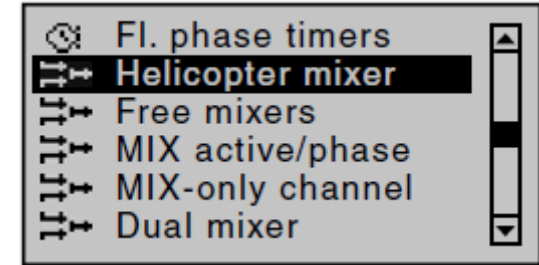 Fl. phase timers
Helicopter mixer
Free mixers
MIX active/phase
MIX-only channel
Dual mixer